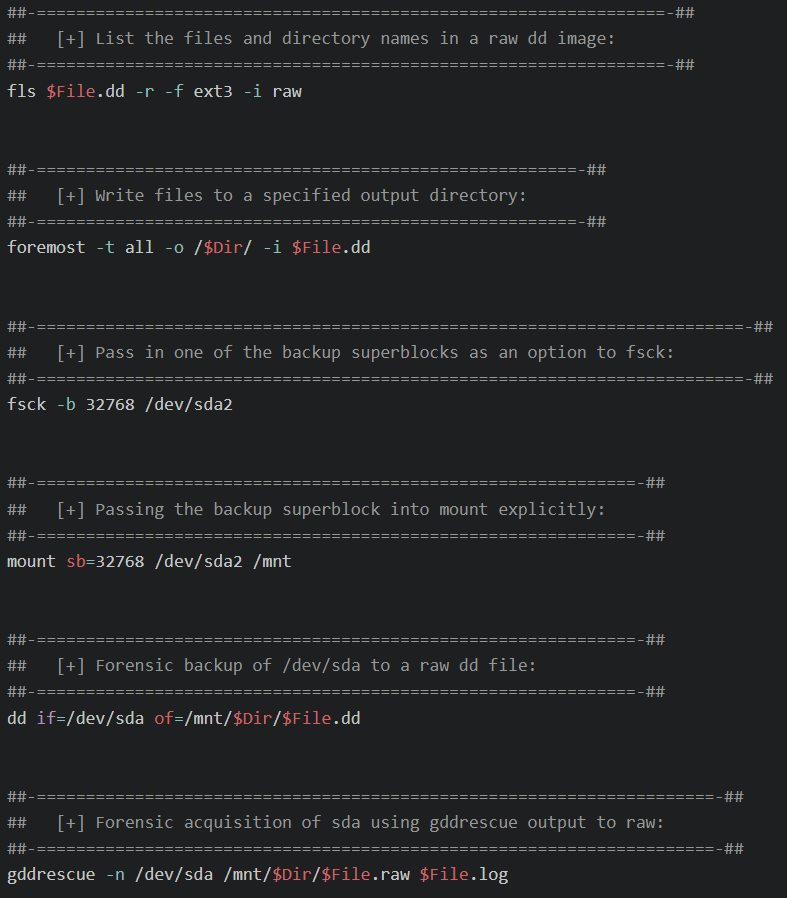 ##-================================================================-##
##   [+] List the files and directory names in a raw dd image:
##-================================================================-##
fls $File.dd -r -f ext3 -i raw
##-=======================================================-##
##   [+] Write files to a specified output directory:
##-=======================================================-##
foremost -t all -o /$Dir/ -i $File.dd
##-========================================================================-##
##   [+] Pass in one of the backup superblocks as an option to fsck:
##-========================================================================-##
fsck -b 32768 /dev/sda2
##-=============================================================-##
##   [+] Passing the backup superblock into mount explicitly:
##-=============================================================-##
mount sb=32768 /dev/sda2 /mnt
##-=============================================================-##
##   [+] Forensic backup of /dev/sda to a raw dd file:
##-=============================================================-##
dd if=/dev/sda of=/mnt/$Dir/$File.dd
##-=====================================================================-##
##   [+] Forensic acquisition of sda using gddrescue output to raw:
##-=====================================================================-##
gddrescue -n /dev/sda /mnt/$Dir/$File.raw $File.log